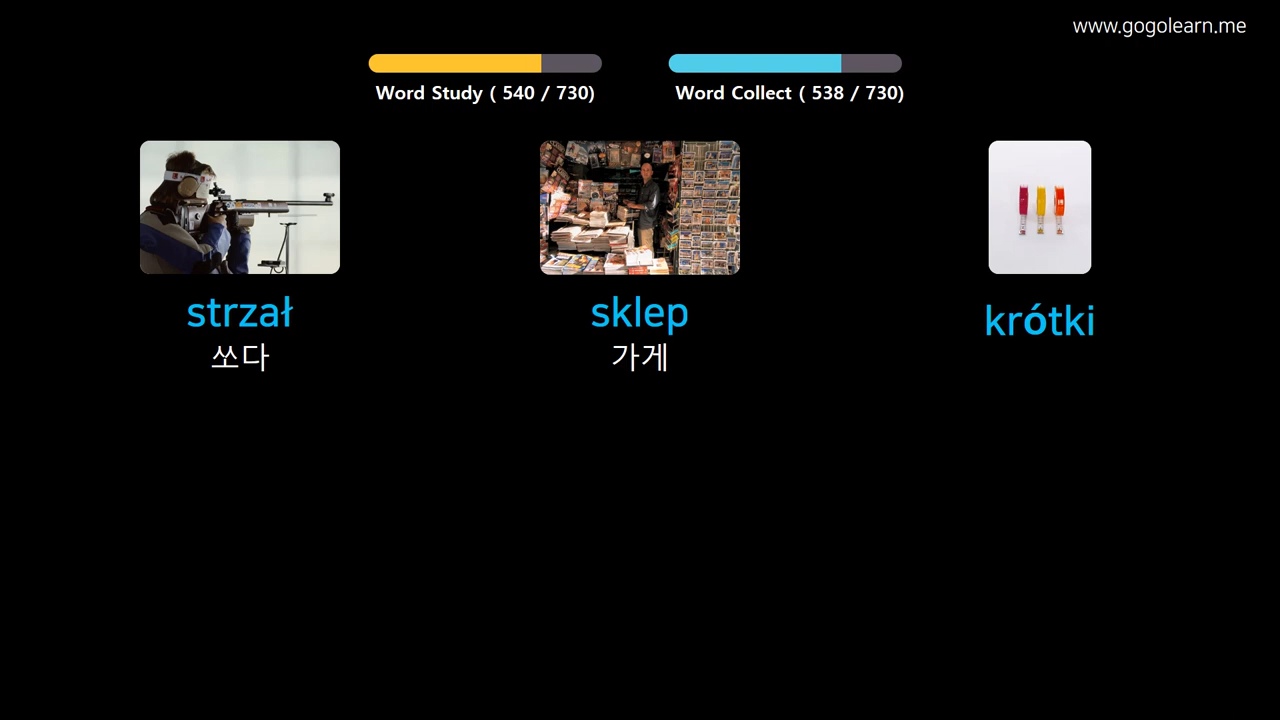 www.gogolearn.me
Word Study ( 540 / 730)
Word Collect ( 538 / 730)
strzał
쏘다
sklep
가게
krótki